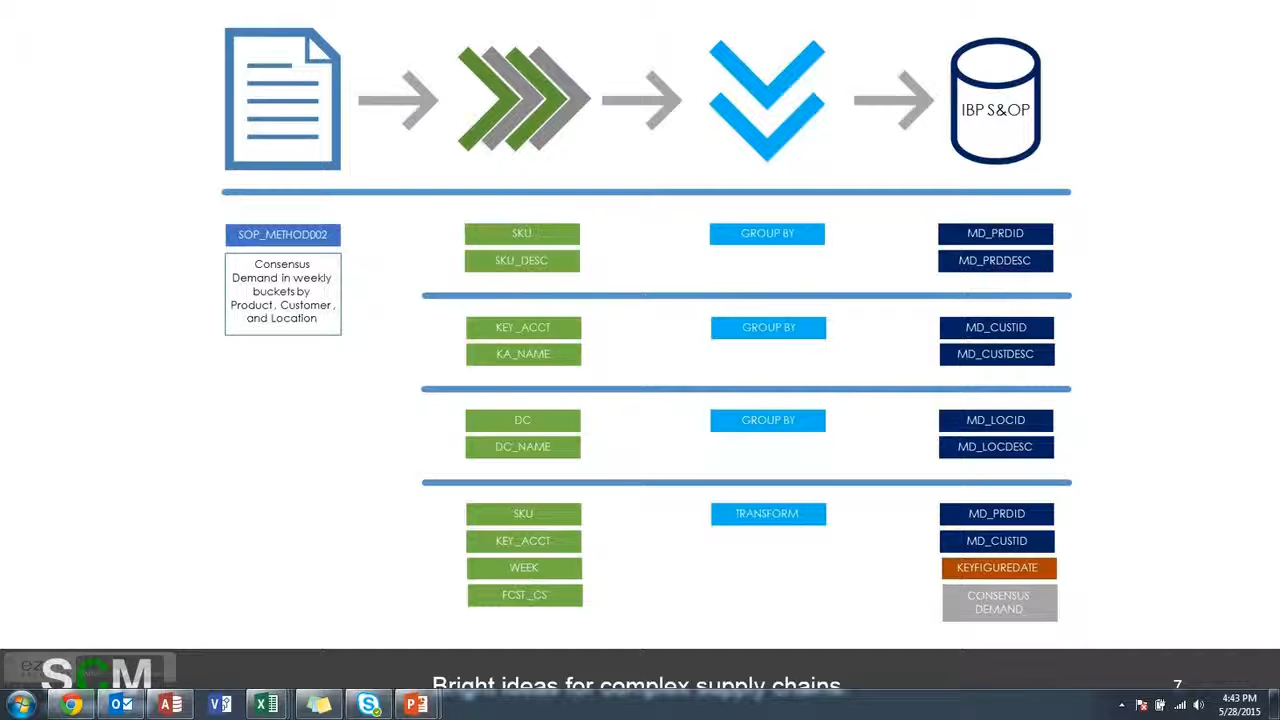 IBP S&OP
SOP_METHOD002
Consensus
Demand in weekly
buckets by
Product, Customer,
and Location
SKU
GROUP BY
MD_PRDID
SKU_DESC
MD_PRDDESC
KEY_ACCT
GROUP BY
MD_CUSTID
KA_NAME
MD_CUSTDESC
DC
GROUP BY
MD_LOCID
DC_NAME
MD_LOCDESC
SKU
TRANSFORM
MD_PRDID
KEY_ACCT
MD_CUSTID
WEEK
KEYFIGUREDATE
FCST_CS
CONSENSUS
DEMAND
SCM
Bright ideas for complex supply chains
7
4:43 PM
5/28/2015